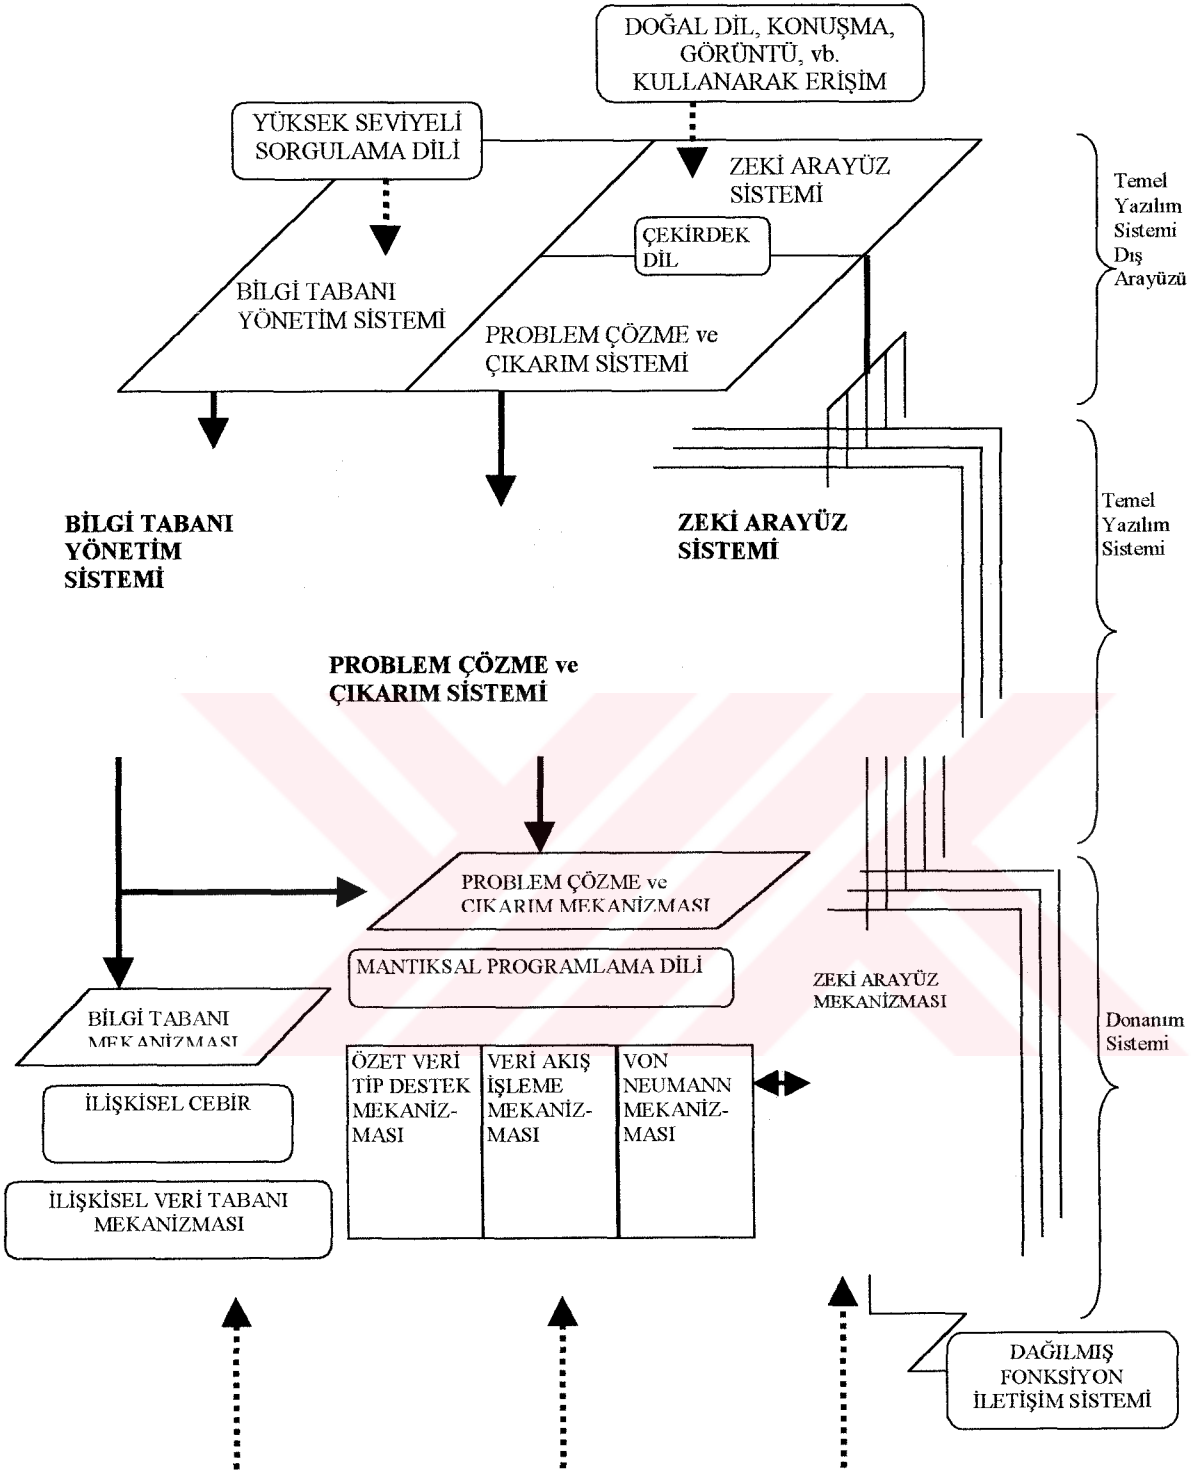 DOĞAL DİL, KONUŞMA,
GÖRÜNTÜ, vb.
KULLANARAK ERİŞİM
YÜKSEK SEVİYELİ
SORGULAMA DİLİ
ZEKİ ARAYÜZ
SİSTEMİ
ÇEKİRDEK
DİL
BİLGİ TABANI
YÖNETİM SİSTEMİ
PROBLEM ÇÖZME ve
ÇIKARIM SİSTEMİ
Temel
Yazılım
Sistemi
Dış
Arayüzü
BİLGİ TABANI
YÖNETİM
SİSTEMİ
ZEKİ ARAYÜZ
SİSTEMİ
PROBLEM ÇÖZME ve
ÇIKARIM SİSTEMİ
Temel
Yazılım
Sistemi
PROBLEM ÇÖZME ve
ÇIKARIM MEKANİZMASI
MANTIKSAL PROGRAMLAMA DİLİ
ZEKİ ARAYÜZ
MEKANİZMASI
BİLGİ TABANI
MEKANİZMASI
İLİŞKİSEL CEBİR
İLİŞKİSEL VERİ TABANI
MEKANİZMASI
ÖZET VERİ
TİP DESTEK
MEKANİZ-
MASI
VERİ AKIŞ
İŞLEME
MEKANİZ-
MASI
VON
NEUMANN
MEKANİZ-
MASI
Donanım
Sistemi
DAĞILMIŞ
FONKSİYON
İLETİŞİM SİSTEMİ